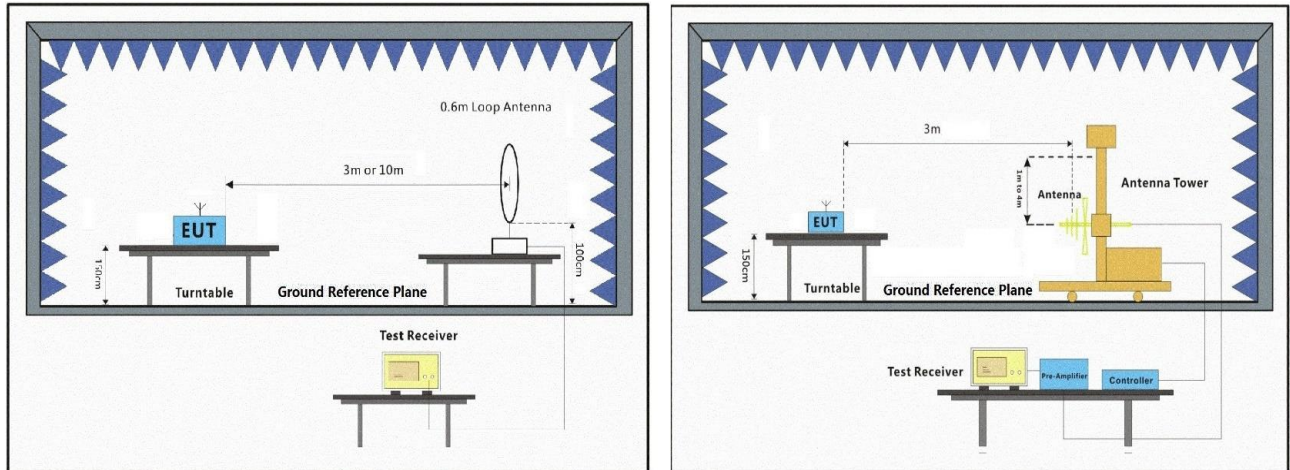 0.6m Loop Antenna
3m or 10m
EUT
150cm
100cm
Turntable
Ground Reference Plane
Test Receiver
3m
1m to 4m
Antenna
Antenna Tower
EUT
150cm
Turntable
Ground Reference Plane
Test Receiver
Pre-Amplifier
Controller